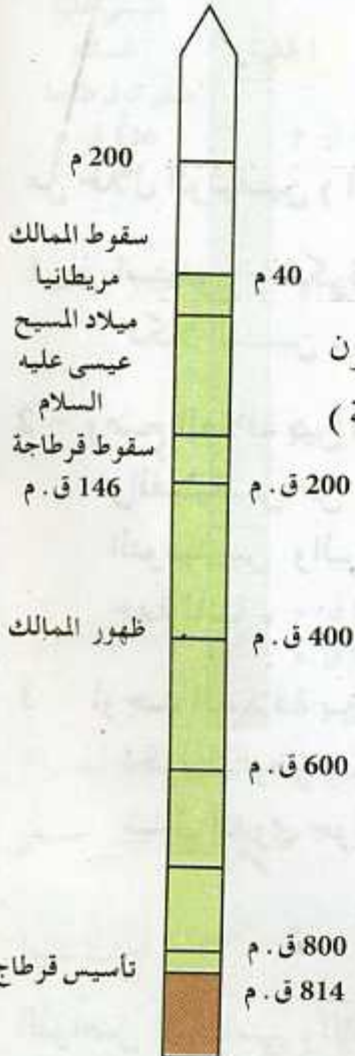 200 م
سقوط الممالك
مريطانيا
40 م
ميلاد المسيح
عيسى عليه
السلام
سقوط قرطاجة
146 ق . م
200 ق . م
ظهور الممالك
400 ق . م
600 ق . م
800 ق . م
تأسيس قرطاج
814 ق . م